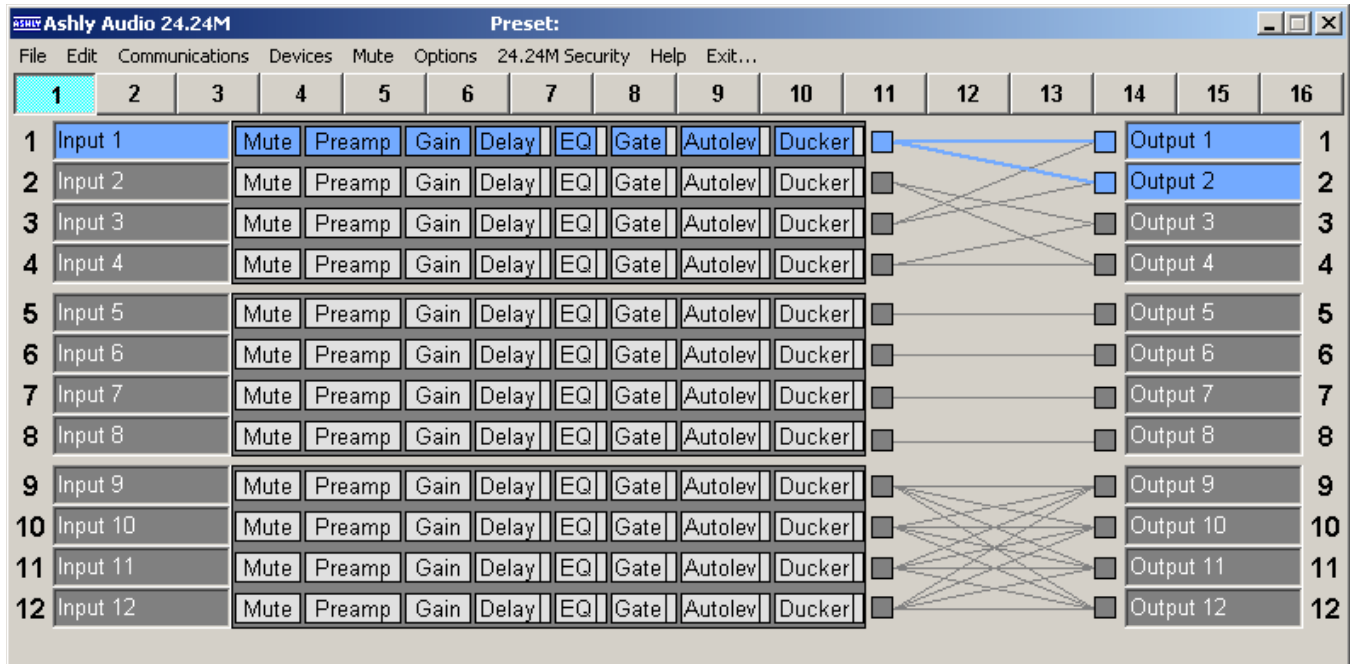 ASHLY Ashly Audio 24.24M Preset:
File Edit Communications Devices Mute Options 24.24M Security Help Exit...
1 2 3 4 5 6 7 8 9 10 11 12 13 14 15 16
1 Input 1 Mute Preamp Gain Delay EQ Gate Autolev Ducker Output 1 1
2 Input 2 Mute Preamp Gain Delay EQ Gate Autolev Ducker Output 2 2
3 Input 3 Mute Preamp Gain Delay EQ Gate Autolev Ducker Output 3 3
4 Input 4 Mute Preamp Gain Delay EQ Gate Autolev Ducker Output 4 4
5 Input 5 Mute Preamp Gain Delay EQ Gate Autolev Ducker Output 5 5
6 Input 6 Mute Preamp Gain Delay EQ Gate Autolev Ducker Output 6 6
7 Input 7 Mute Preamp Gain Delay EQ Gate Autolev Ducker Output 7 7
8 Input 8 Mute Preamp Gain Delay EQ Gate Autolev Ducker Output 8 8
9 Input 9 Mute Preamp Gain Delay EQ Gate Autolev Ducker Output 9 9
10 Input 10 Mute Preamp Gain Delay EQ Gate Autolev Ducker Output 10 10
11 Input 11 Mute Preamp Gain Delay EQ Gate Autolev Ducker Output 11 11
12 Input 12 Mute Preamp Gain Delay EQ Gate Autolev Ducker Output 12 12